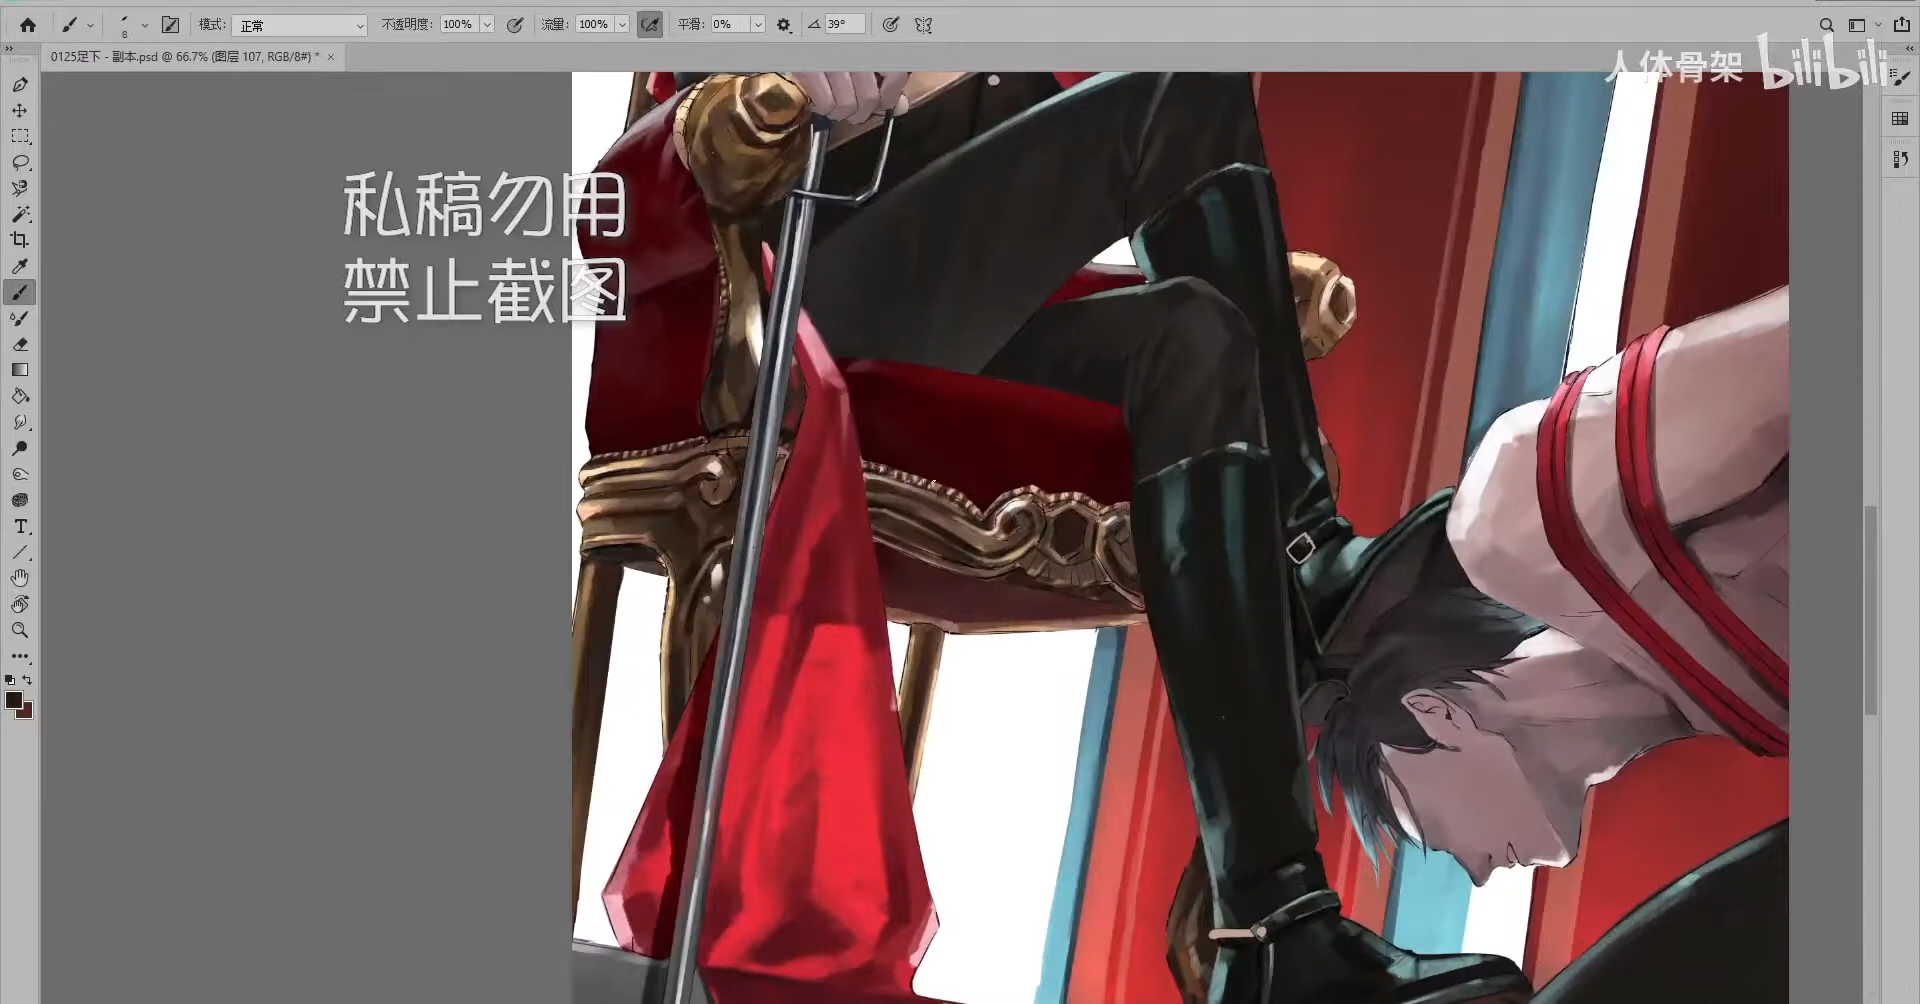 8 模式: 正常 不透明度: 100% 流量: 100% 平滑: 0% 39°
0125足下 - 副本.psd @ 66.7% (图层 107, RGB/8#) * ×
人体骨架 bilibili
私稿勿用
禁止截图